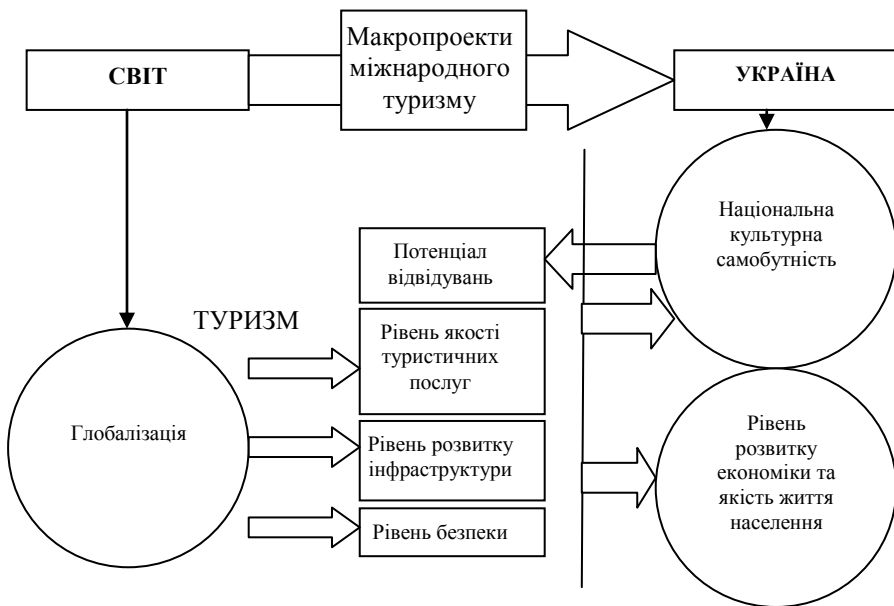 Макропроекти
міжнародного
туризму
СВІТ
УКРАЇНА
Національна
культурна
самобутність
Потенціал
відвідувань
ТУРИЗМ
Рівень якості
туристичних
послуг
Глобалізація
Рівень розвитку
інфраструктури
Рівень
розвитку
економіки та
якість життя
населення
Рівень безпеки